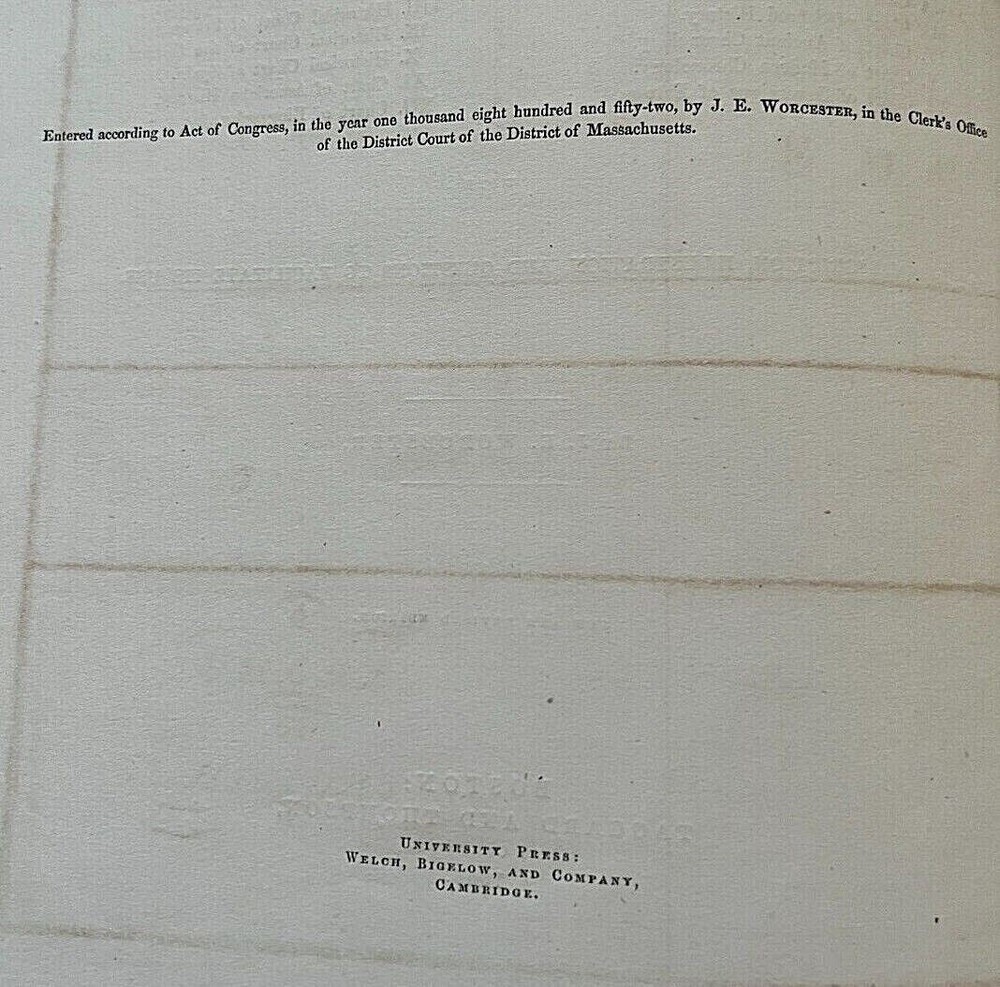 Entered according to Act of Congress, in the year one thousand eight hundred and fifty-two, by J. E. WORCESTER, in the Clerk's Office
of the District Court of the District of Massachusetts.
UNIVERSITY PRESS:
WELCH, BIGELOW, AND COMPANY,
CAMBRIDGE.